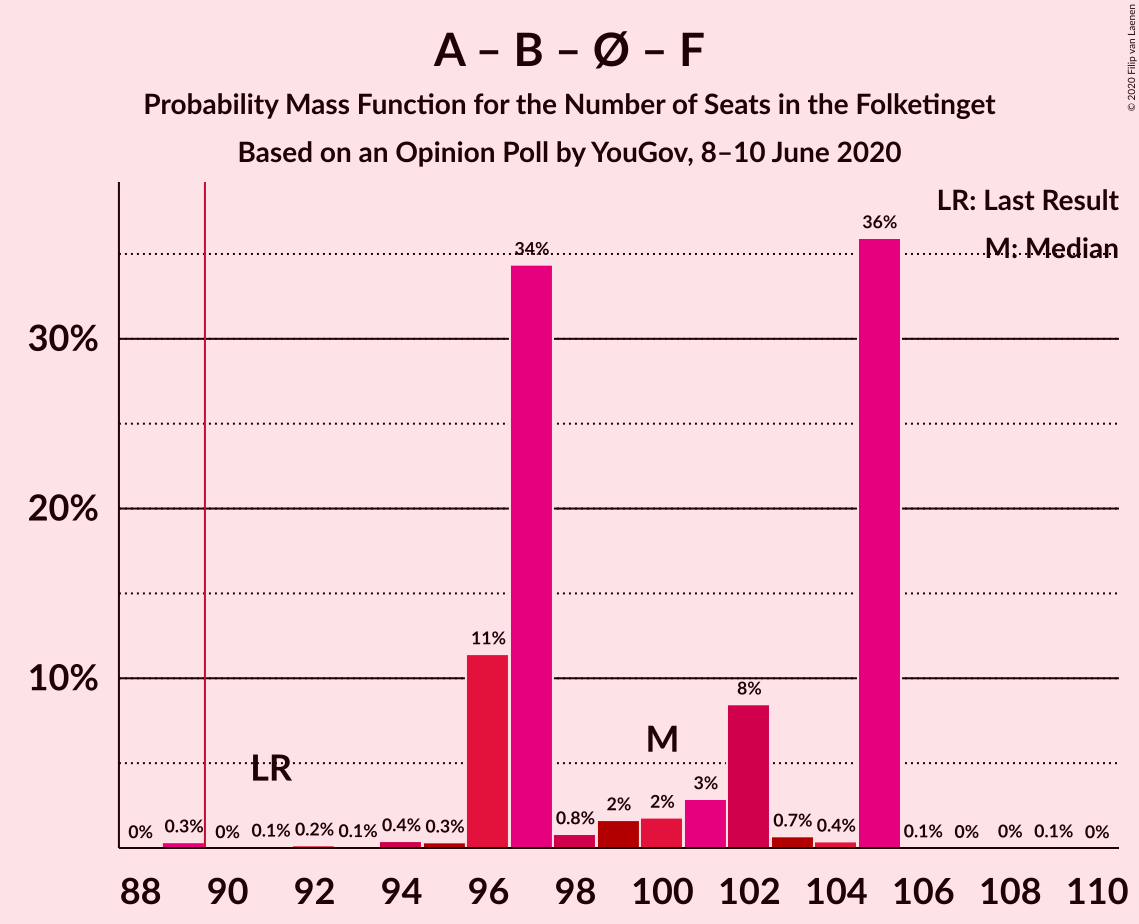 A – B – Ø – F
Probability Mass Function for the Number of Seats in the Folketinget
Based on an Opinion Poll by YouGov, 8–10 June 2020
© 2020 Filip van Laenen
LR: Last Result
M: Median
30%
20%
10%
0%
0.3%
0%
0.1%
0.2%
0.1%
0.4%
0.3%
11%
34%
0.8%
2%
2%
3%
8%
0.7%
0.4%
36%
0.1%
0%
0%
0.1%
0%
LR
M
88 90 92 94 96 98 100 102 104 106 108 110